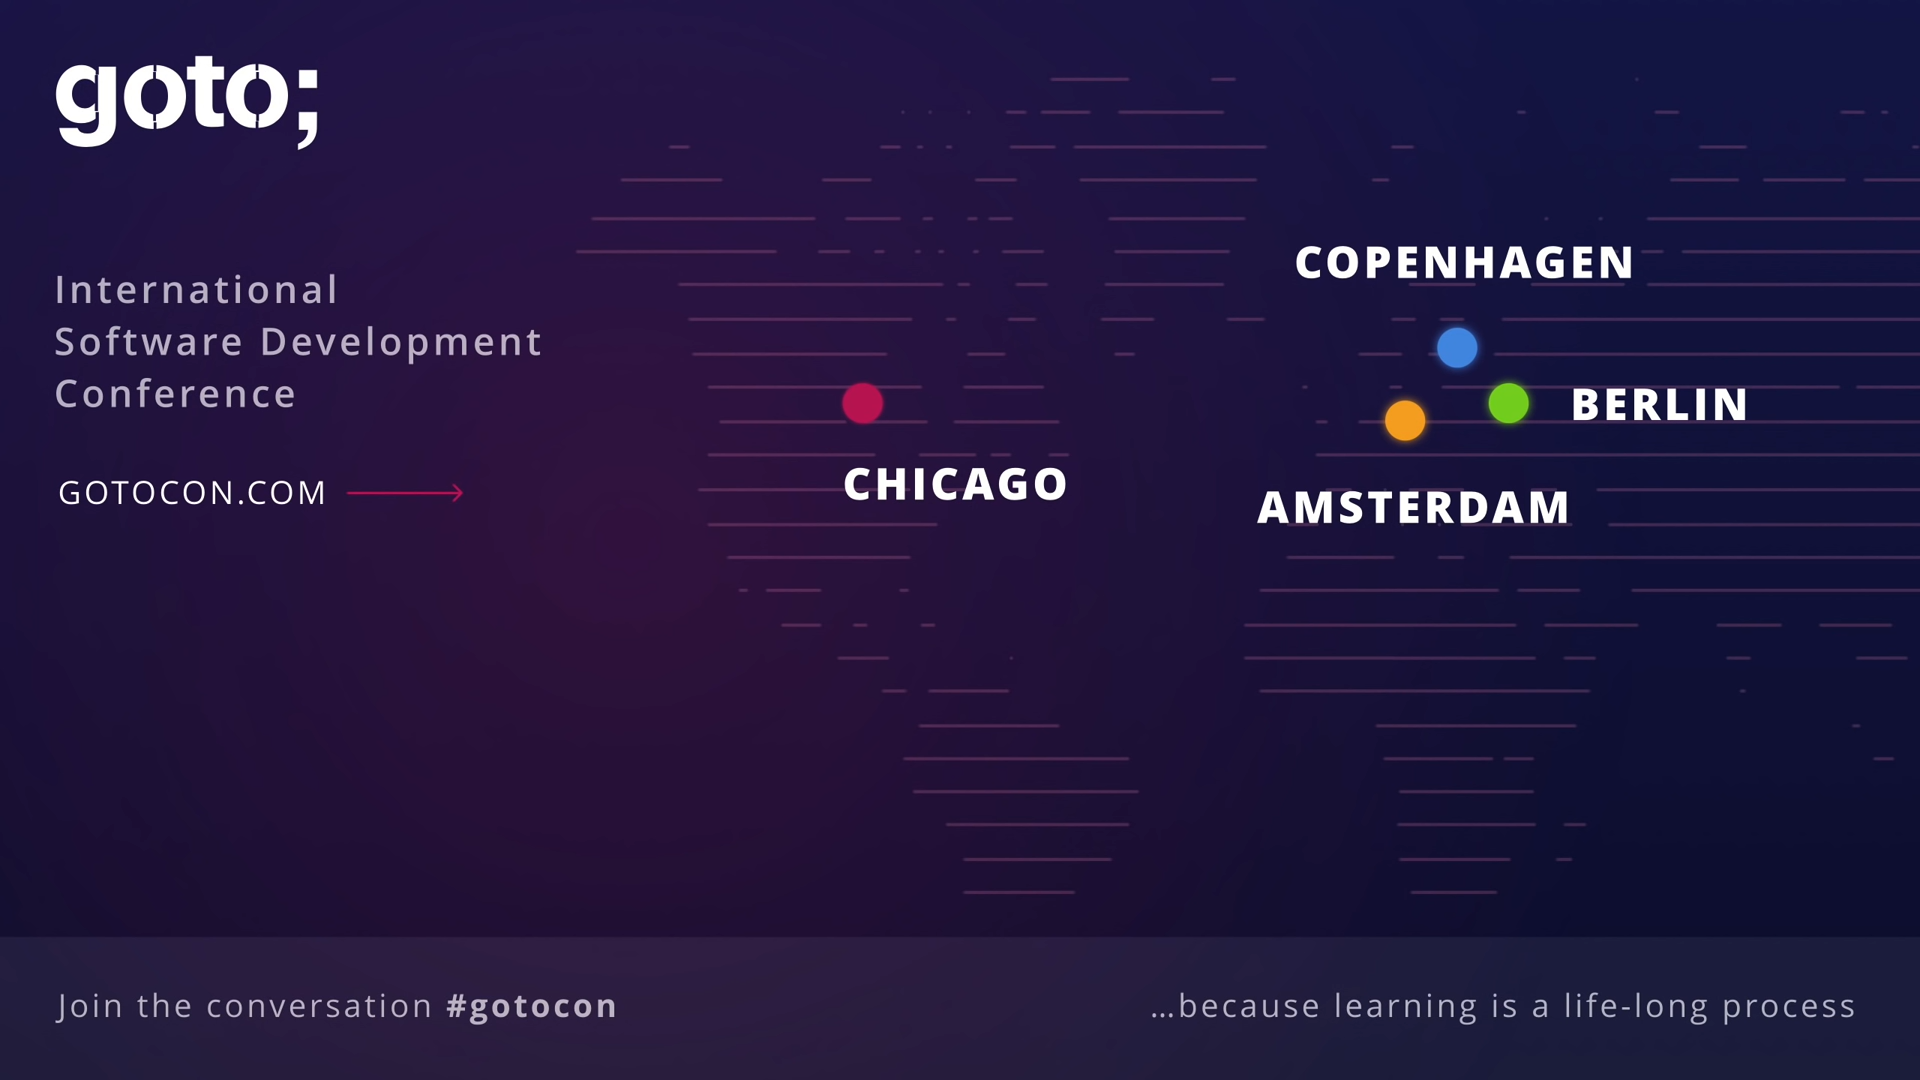 goto;
International
Software Development
Conference
GOTOCON.COM
COPENHAGEN
BERLIN
CHICAGO
AMSTERDAM
Join the conversation #gotocon
...because learning is a life-long process